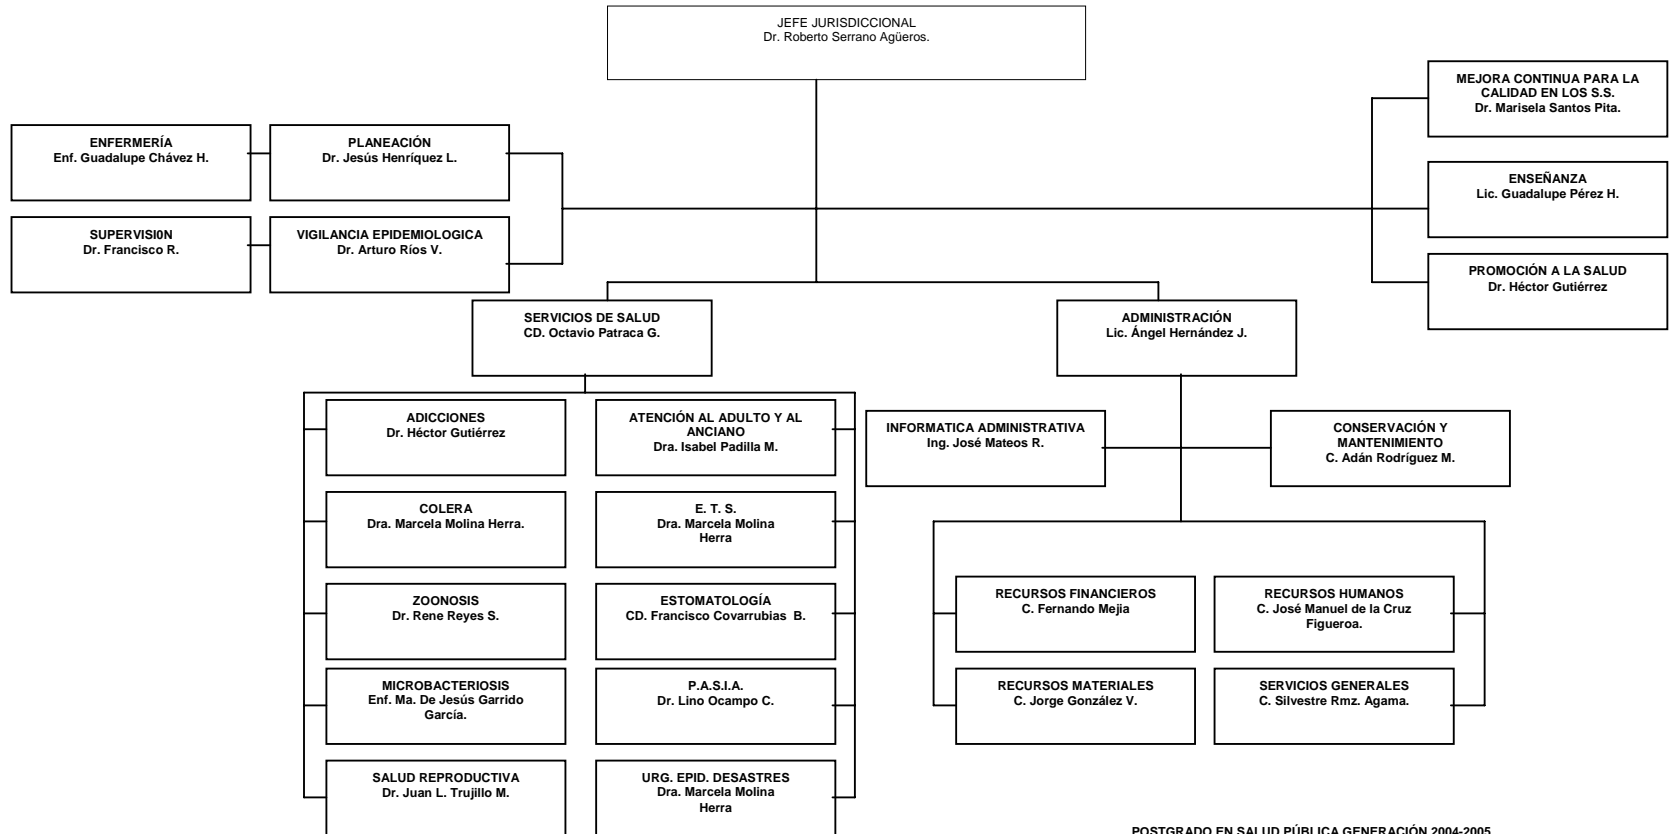 JEFE JURISDICCIONAL
Dr. Roberto Serrano Agüeros.
MEJORA CONTINUA PARA LA
CALIDAD EN LOS S.S.
Dr. Marisela Santos Pita.
ENFERMERÍA
Enf. Guadalupe Chávez H.
PLANEACIÓN
Dr. Jesús Henríquez L.
ENSEÑANZA
Lic. Guadalupe Pérez H.
SUPERVISI0N
Dr. Francisco R.
VIGILANCIA EPIDEMIOLOGICA
Dr. Arturo Ríos V.
PROMOCIÓN A LA SALUD
Dr. Héctor Gutiérrez
SERVICIOS DE SALUD
CD. Octavio Patraca G.
ADMINISTRACIÓN
Lic. Ángel Hernández J.
ADICCIONES
Dr. Héctor Gutiérrez
ATENCIÓN AL ADULTO Y AL
ANCIANO
Dra. Isabel Padilla M.
INFORMATICA ADMINISTRATIVA
Ing. José Mateos R.
CONSERVACIÓN Y
MANTENIMIENTO
C. Adán Rodríguez M.
COLERA
Dra. Marcela Molina Herra.
E. T. S.
Dra. Marcela Molina
Herra
ZOONOSIS
Dr. Rene Reyes S.
ESTOMATOLOGÍA
CD. Francisco Covarrubias B.
RECURSOS FINANCIEROS
C. Fernando Mejia
RECURSOS HUMANOS
C. José Manuel de la Cruz
Figueroa.
MICROBACTERIOSIS
Enf. Ma. De Jesús Garrido
García.
P.A.S.I.A.
Dr. Lino Ocampo C.
RECURSOS MATERIALES
C. Jorge González V.
SERVICIOS GENERALES
C. Silvestre Rmz. Agama.
SALUD REPRODUCTIVA
Dr. Juan L. Trujillo M.
URG. EPID. DESASTRES
Dra. Marcela Molina
Herra
POSTGRADO EN SALUD PÚBLICA GENERACIÓN 2004-2005